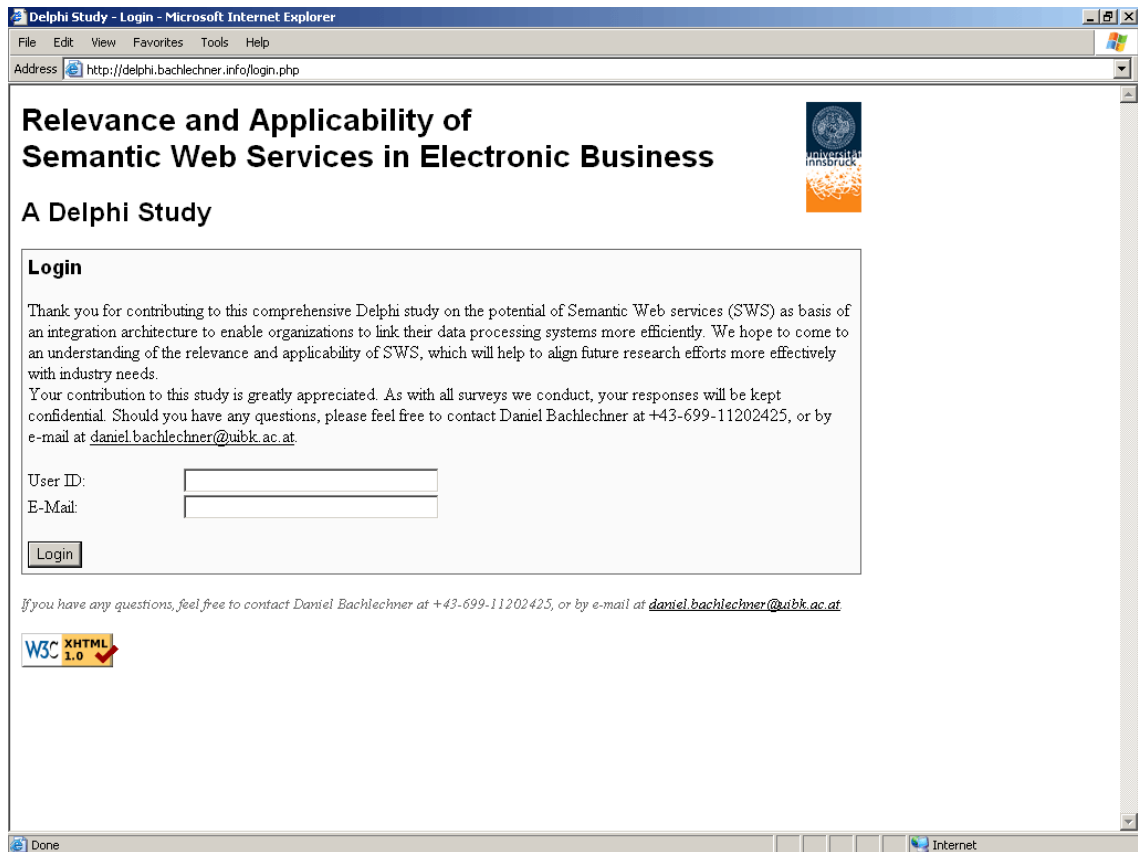 Delphi Study - Login - Microsoft Internet Explorer
File Edit View Favorites Tools Help
Address http://delphi.bachlechner.info/login.php
Relevance and Applicability of
Semantic Web Services in Electronic Business
universität
innsbruck
A Delphi Study
Login
Thank you for contributing to this comprehensive Delphi study on the potential of Semantic Web services (SWS) as basis of
an integration architecture to enable organizations to link their data processing systems more efficiently. We hope to come to
an understanding of the relevance and applicability of SWS, which will help to align future research efforts more effectively
with industry needs.
Your contribution to this study is greatly appreciated. As with all surveys we conduct, your responses will be kept
confidential. Should you have any questions, please feel free to contact Daniel Bachlechner at +43-699-11202425, or by
e-mail at daniel.bachlechner@uibk.ac.at.
User ID:
E-Mail:
Login
If you have any questions, feel free to contact Daniel Bachlechner at +43-699-11202425, or by e-mail at daniel.bachlechner@uibk.ac.at.
W3C XHTML
1.0
Done Internet